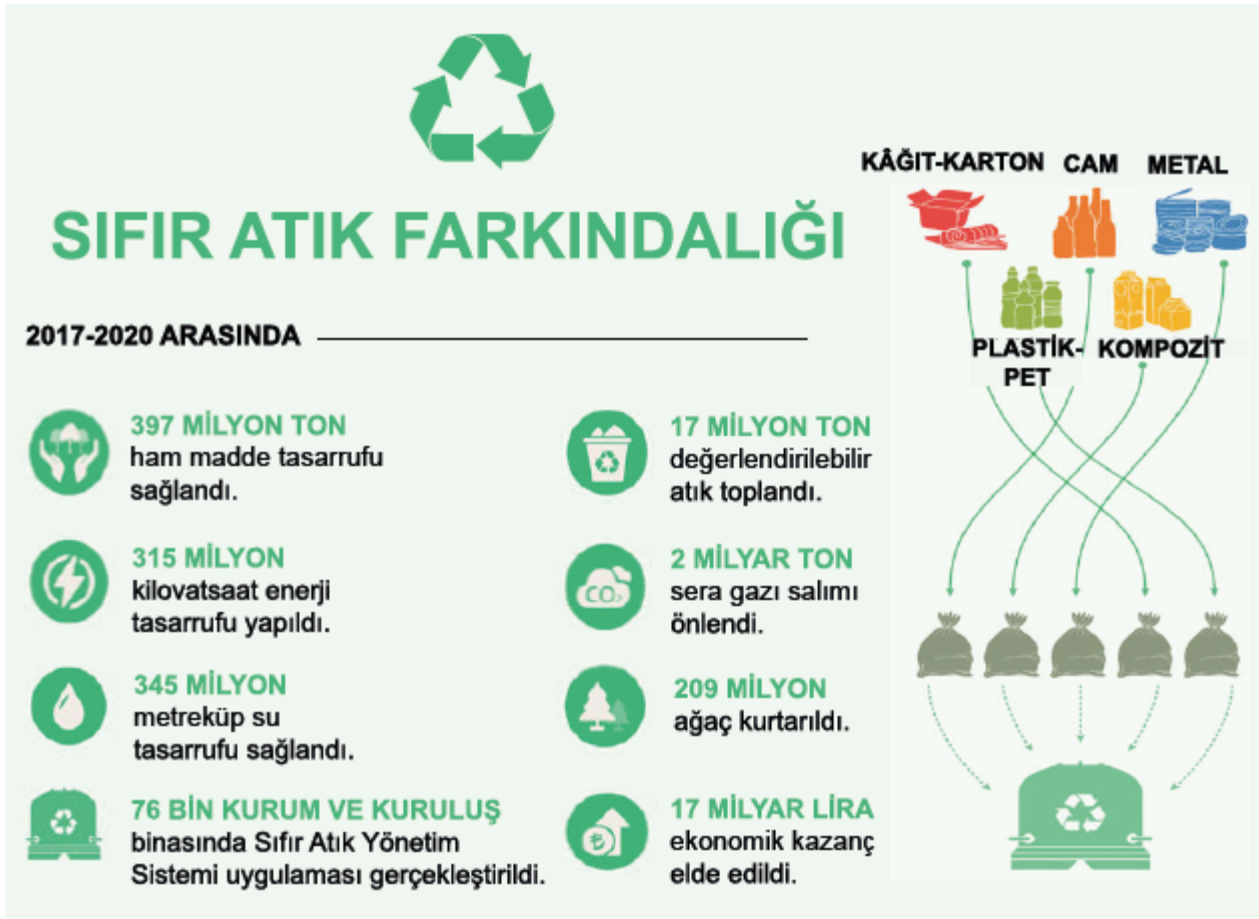 SIFIR ATIK FARKINDALIĞI
2017-2020 ARASINDA
397 MİLYON TON
ham madde tasarrufu
sağlandı.
315 MİLYON
kilovatsaat enerji
tasarrufu yapıldı.
345 MİLYON
metreküp su
tasarrufu sağlandı.
76 BİN KURUM VE KURULUŞ
binasında Sıfır Atık Yönetim
Sistemi uygulaması gerçekleştirildi.
17 MİLYON TON
değerlendirilebilir
atık toplandı.
CO₂
2 MİLYAR TON
sera gazı salımı
önlendi.
209 MİLYON
ağaç kurtarıldı.
₺
17 MİLYAR LİRA
ekonomik kazanç
elde edildi.
KÂĞIT-KARTON CAM METAL
PLASTİK-
PET
KOMPOZİT